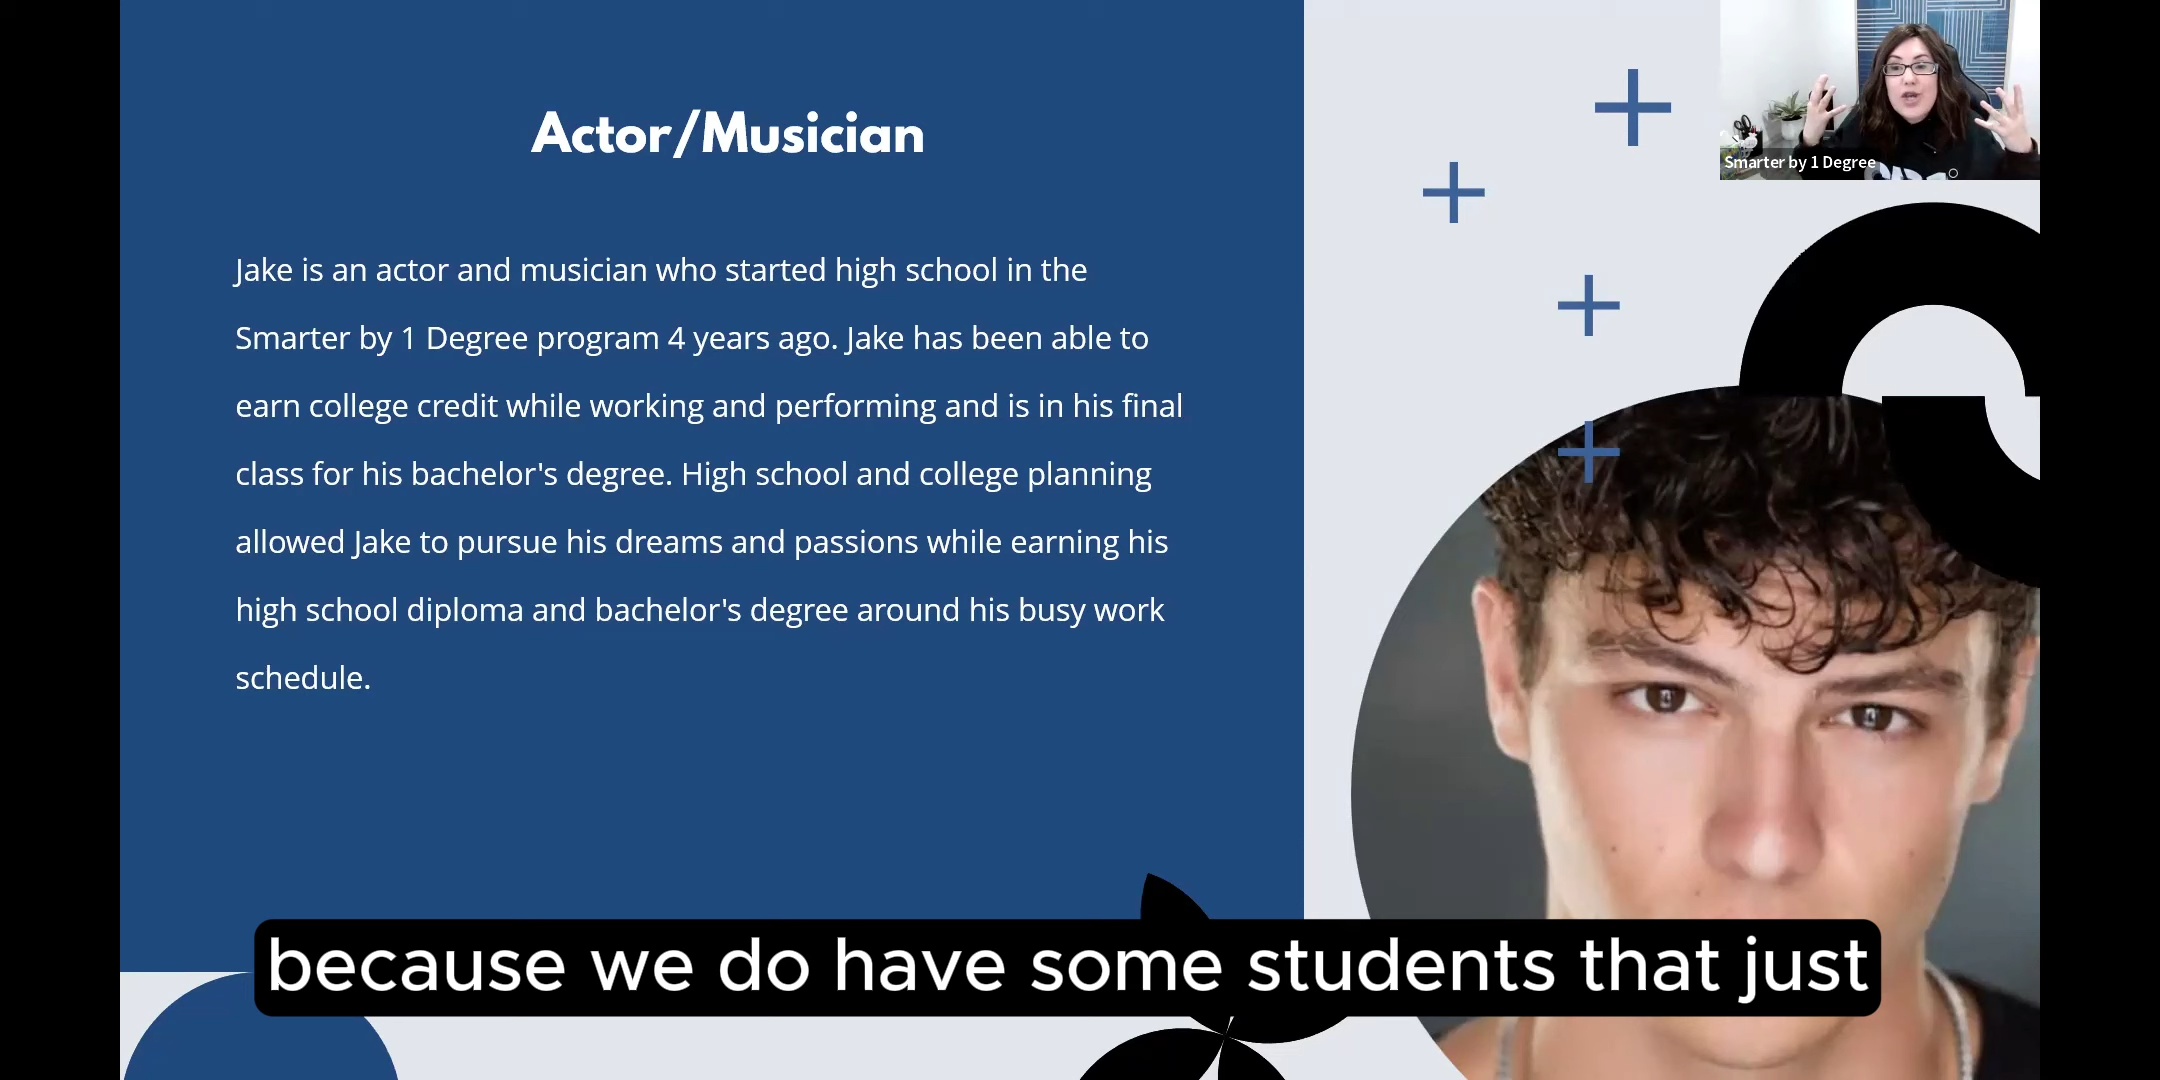 Actor/Musician
Smarter by 1 Degree
Jake is an actor and musician who started high school in the
Smarter by 1 Degree program 4 years ago. Jake has been able to
earn college credit while working and performing and is in his final
class for his bachelor's degree. High school and college planning
allowed Jake to pursue his dreams and passions while earning his
high school diploma and bachelor's degree around his busy work
schedule.
because we do have some students that just